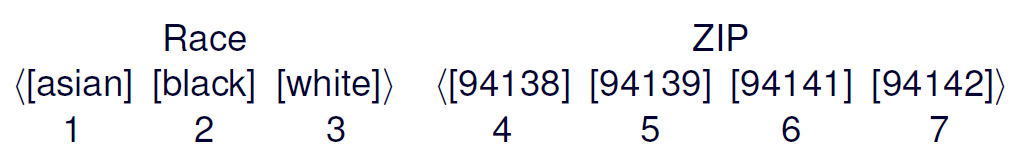 Race ZIP
⟨[asian] [black] [white]⟩ ⟨[94138] [94139] [94141] [94142]⟩
1 2 3 4 5 6 7